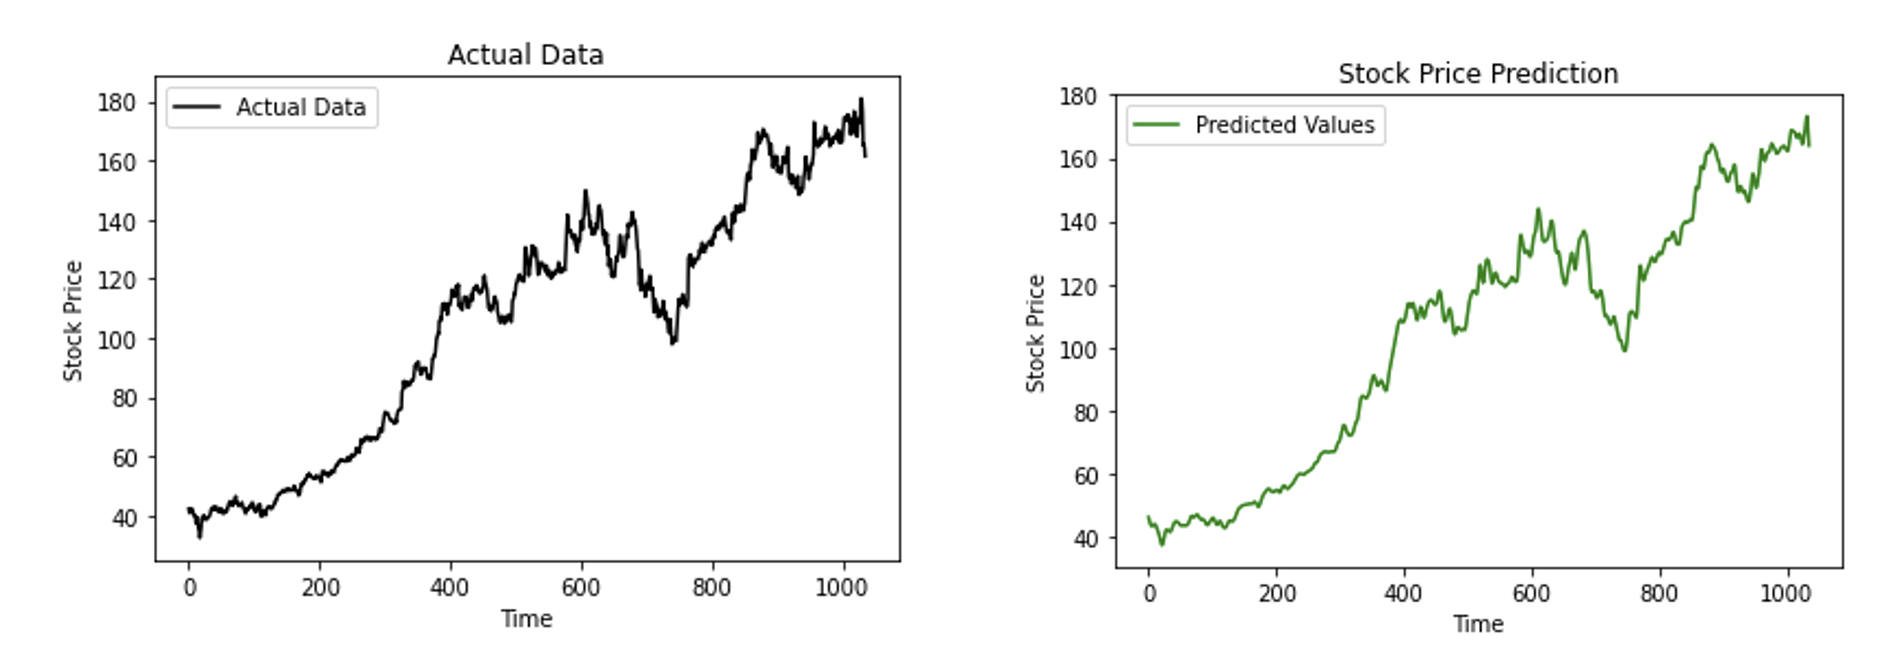 Actual Data
Actual Data
180
160
140
120
100
80
60
40
Stock Price
0 200 400 600 800 1000
Time
Stock Price Prediction
Predicted Values
180
160
140
120
100
80
60
40
Stock Price
0 200 400 600 800 1000
Time